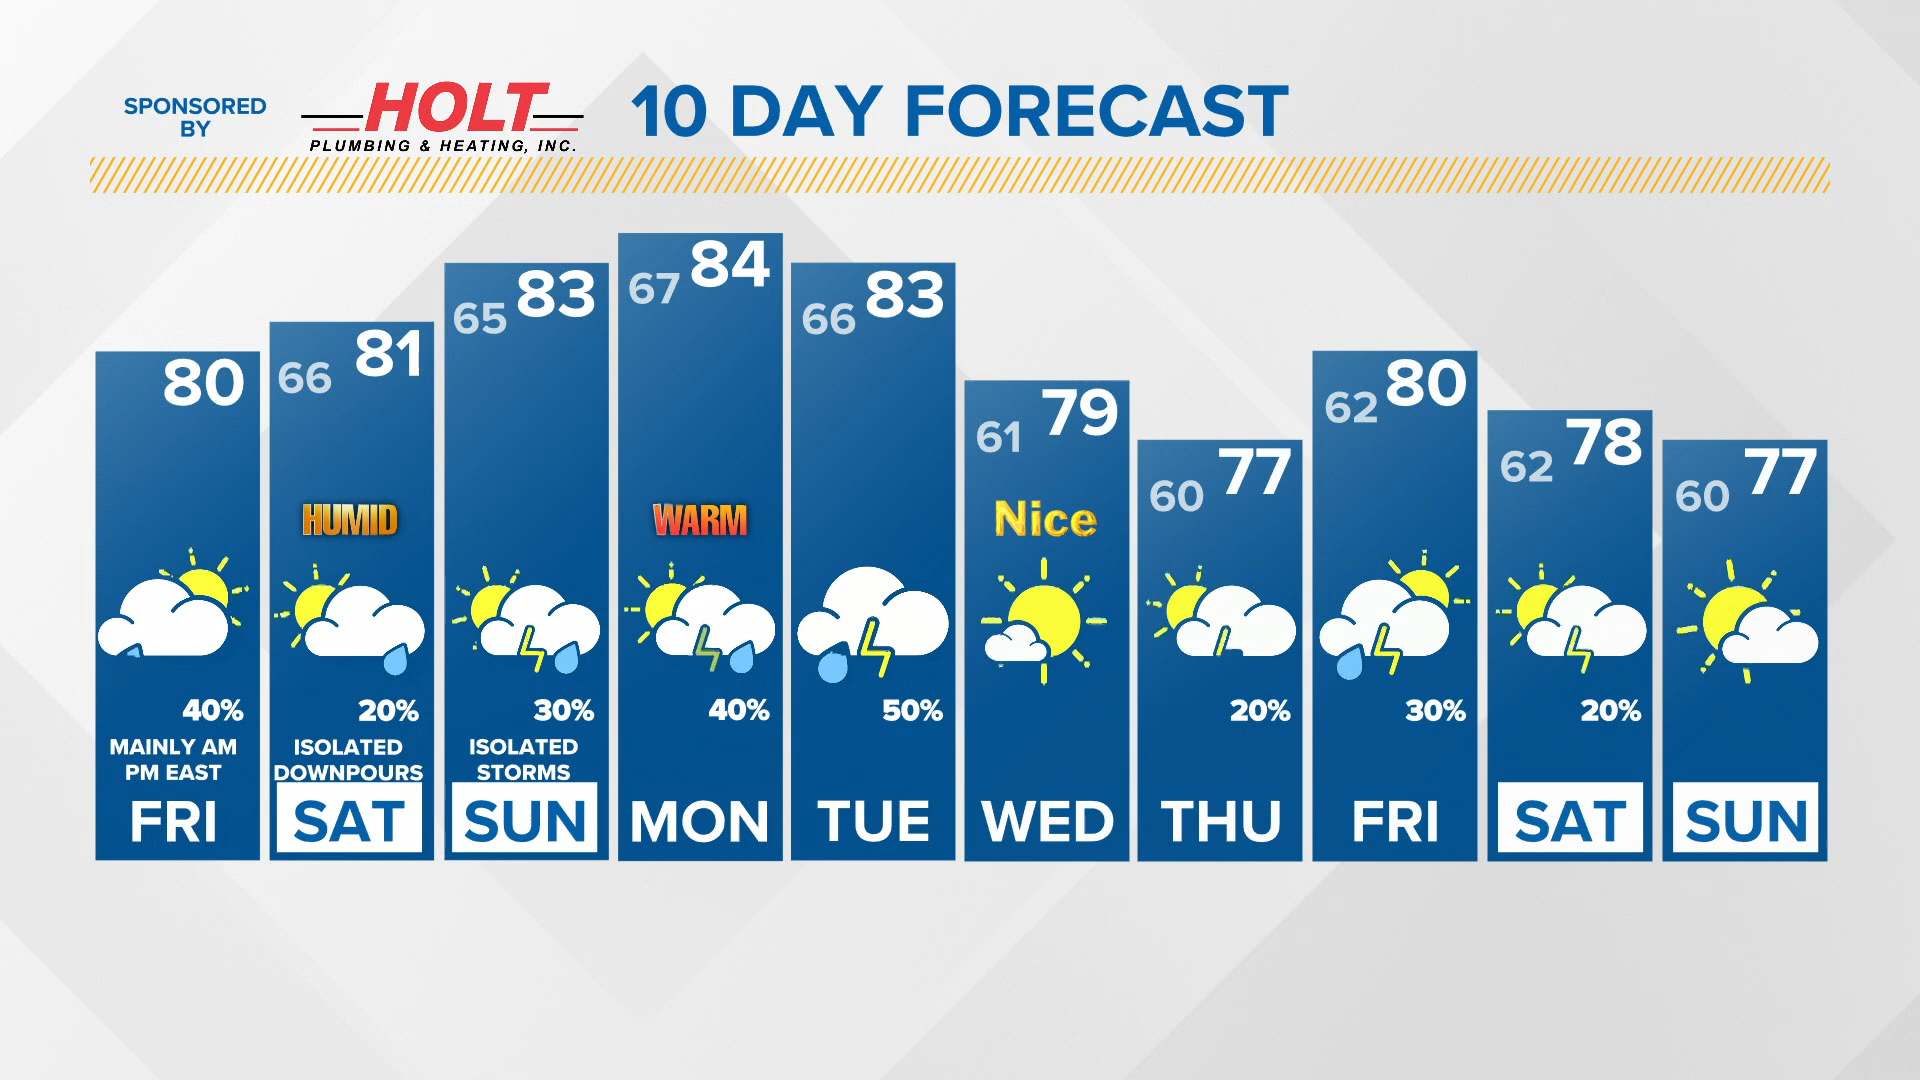 SPONSORED
BY
HOLT
PLUMBING & HEATING, INC.
10 DAY FORECAST
80
40%
MAINLY AM
PM EAST
FRI
66 81
HUMID
20%
ISOLATED
DOWNPOURS
SAT
65 83
30%
ISOLATED
STORMS
SUN
67 84
WARM
40%
MON
66 83
50%
TUE
61 79
Nice
WED
60 77
20%
THU
62 80
30%
FRI
62 78
20%
SAT
60 77
SUN